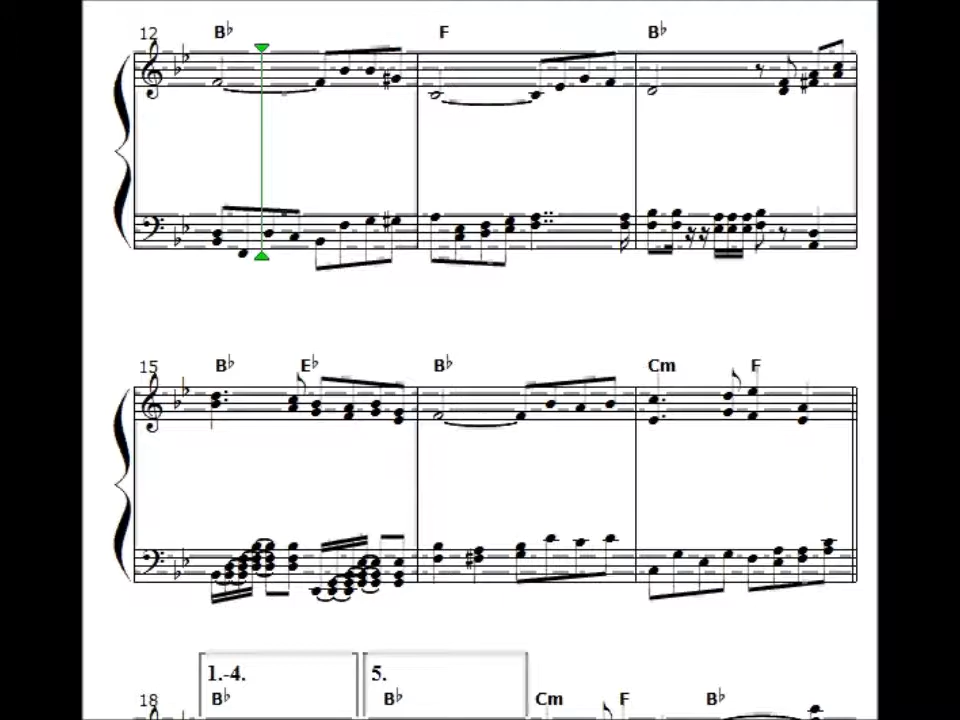 12 B♭ F B♭
15 B♭ E♭ B♭ Cm F
1.-4. 5.
18 B♭ B♭ Cm F B♭